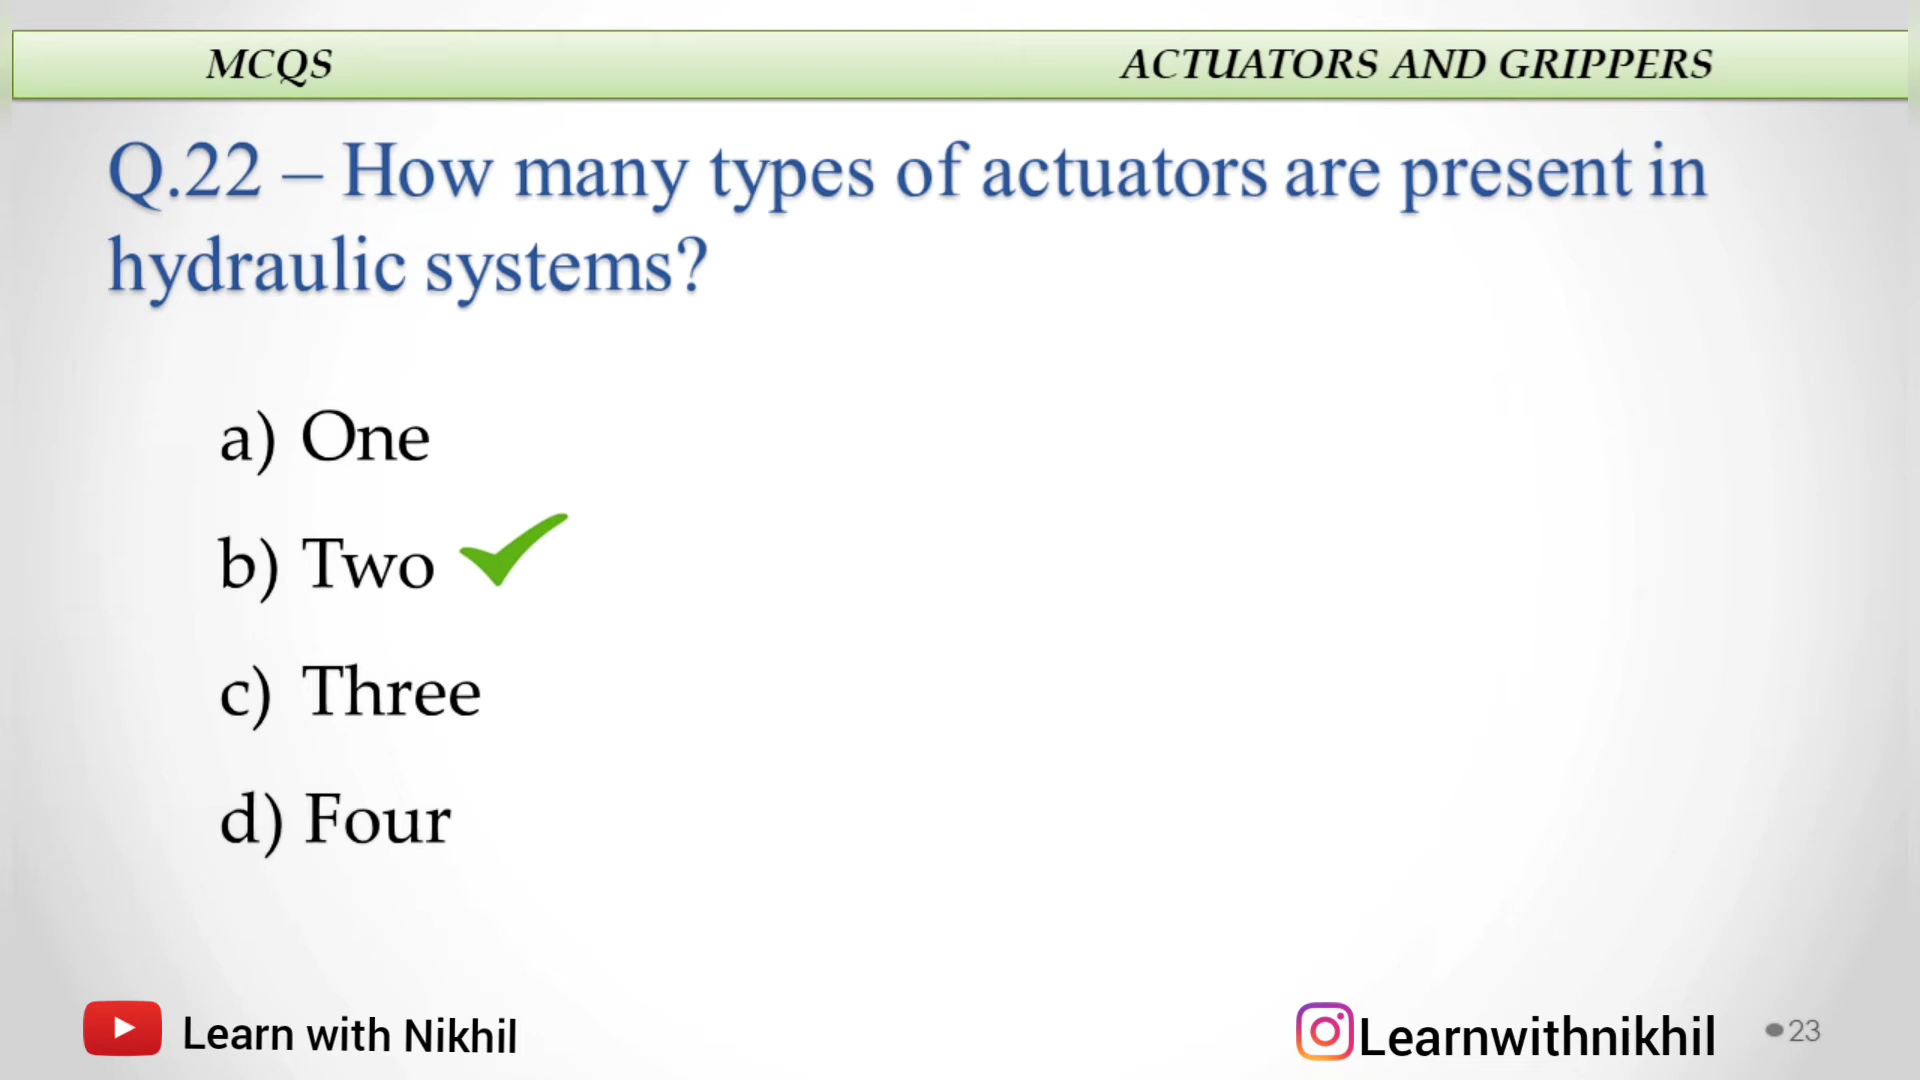 MCQS
ACTUATORS AND GRIPPERS
Q.22 – How many types of actuators are present in
hydraulic systems?
a) One
b) Two
c) Three
d) Four
Learn with Nikhil
Learnwithnikhil
23